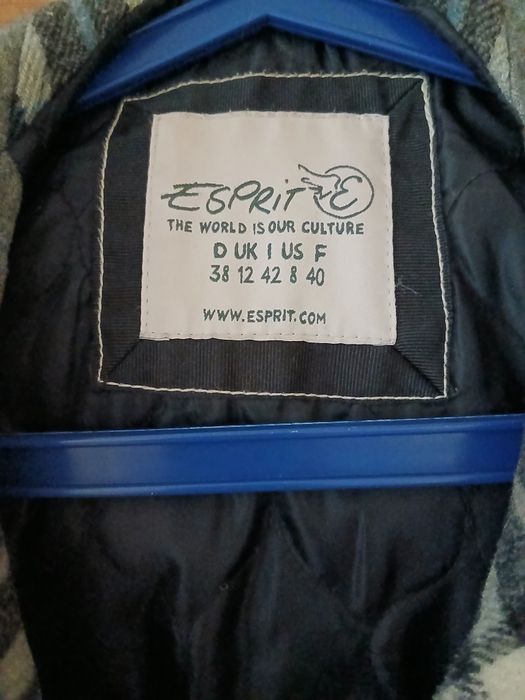 ESPRIT E
THE WORLD IS OUR CULTURE
D UK I US F
38 12 42 8 40
WWW.ESPRIT.COM